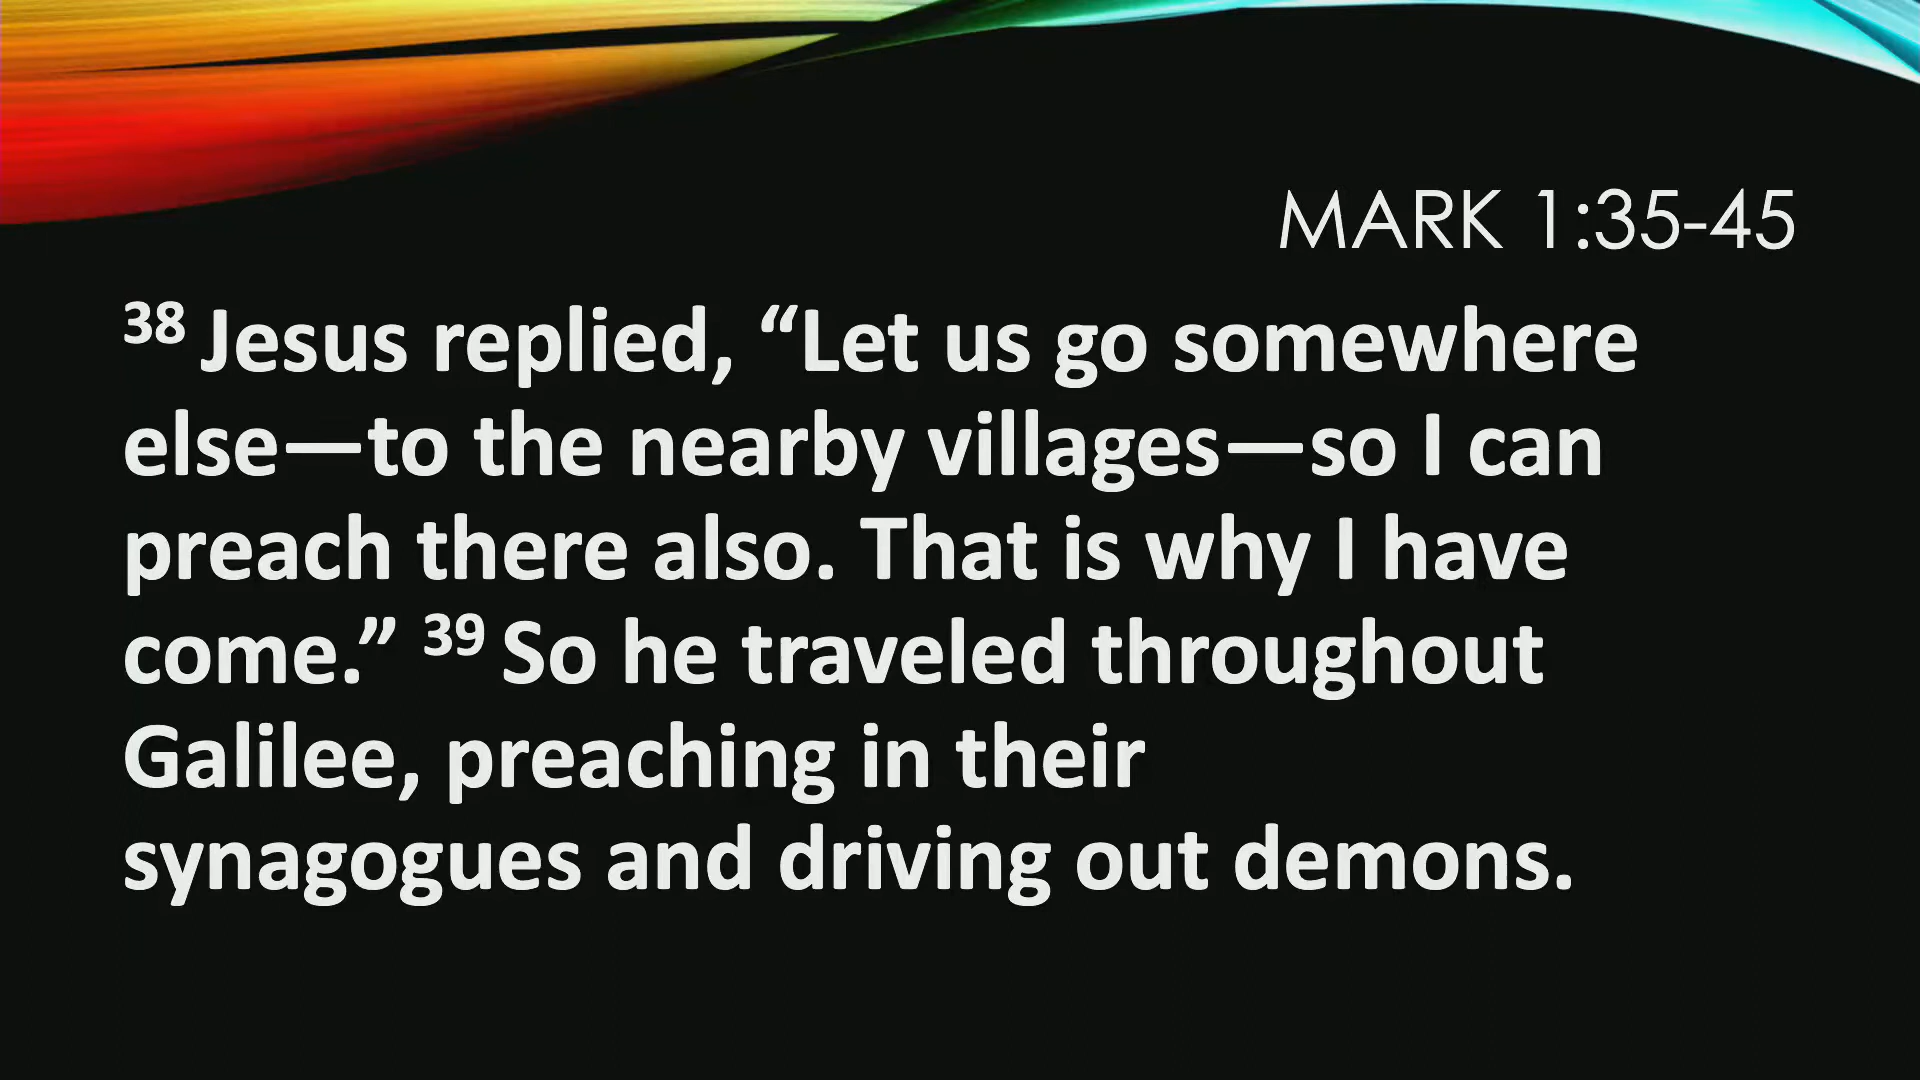 MARK 1:35-45
38 Jesus replied, “Let us go somewhere
else—to the nearby villages—so I can
preach there also. That is why I have
come.” 39 So he traveled throughout
Galilee, preaching in their
synagogues and driving out demons.